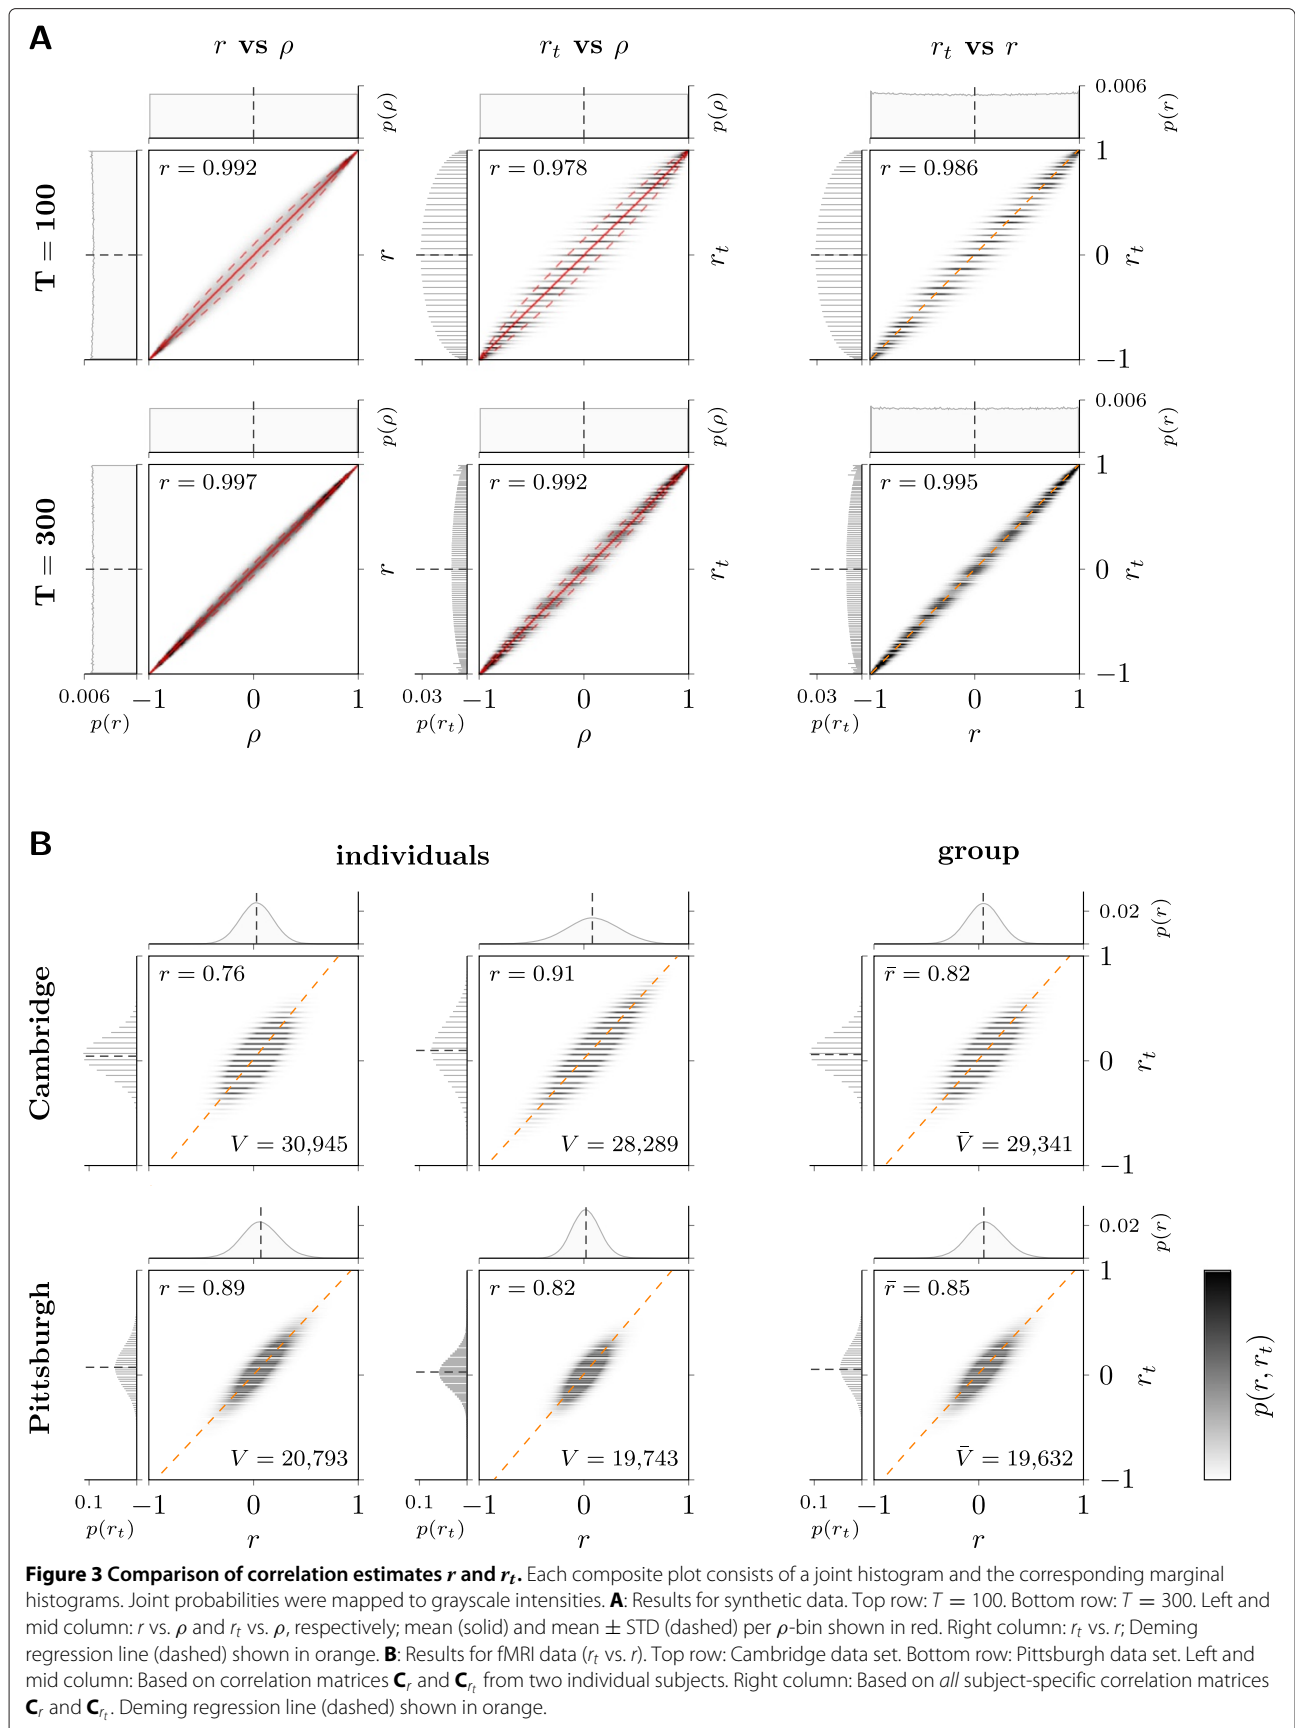 A
r vs ρ
r_t vs ρ
r_t vs r
T = 100
p(ρ)
p(ρ)
0.006
p(r)
r = 0.992
r
r = 0.978
r_t
r = 0.986
1
0
−1
r_t
T = 300
p(ρ)
p(ρ)
0.006
p(r)
r = 0.997
r
r = 0.992
r_t
r = 0.995
1
0
−1
r_t
0.006
p(r)
−1 0 1
ρ
0.03
p(r_t)
−1 0 1
ρ
0.03
p(r_t)
−1 0 1
r
B
individuals
group
Cambridge
0.02
p(r)
r = 0.76
V = 30,945
r = 0.91
V = 28,289
r̄ = 0.82
V̄ = 29,341
1
0
−1
r_t
Pittsburgh
0.02
p(r)
r = 0.89
V = 20,793
r = 0.82
V = 19,743
r̄ = 0.85
V̄ = 19,632
1
0
−1
r_t
p(r, r_t)
0.1
p(r_t)
−1 0 1
r
0.1
p(r_t)
−1 0 1
0.1
p(r_t)
−1 0 1
r
Figure 3 Comparison of correlation estimates r and r_t. Each composite plot consists of a joint histogram and the corresponding marginal
histograms. Joint probabilities were mapped to grayscale intensities. A: Results for synthetic data. Top row: T = 100. Bottom row: T = 300. Left and
mid column: r vs. ρ and r_t vs. ρ, respectively; mean (solid) and mean ± STD (dashed) per ρ-bin shown in red. Right column: r_t vs. r; Deming
regression line (dashed) shown in orange. B: Results for fMRI data (r_t vs. r). Top row: Cambridge data set. Bottom row: Pittsburgh data set. Left and
mid column: Based on correlation matrices C_r and C_r_t from two individual subjects. Right column: Based on all subject-specific correlation matrices
C_r and C_r_t. Deming regression line (dashed) shown in orange.